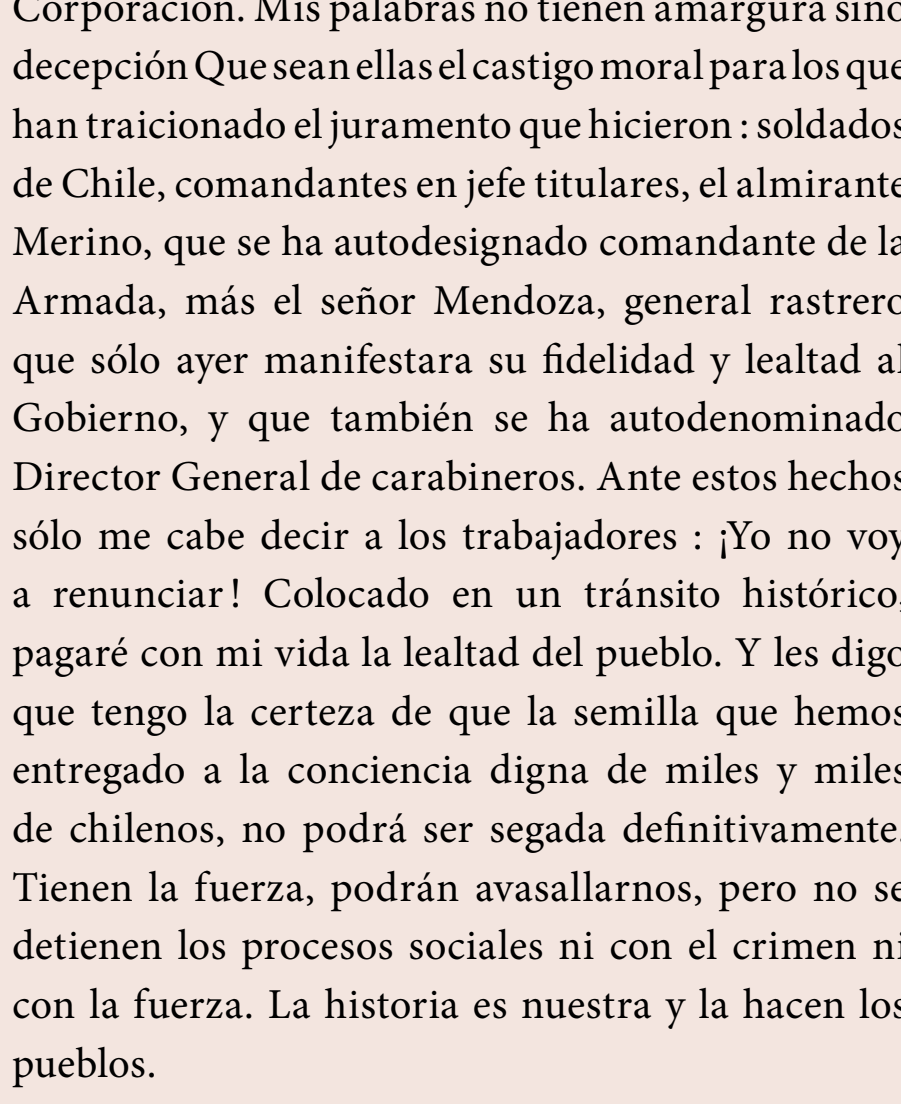 Corporación. Mis palabras no tienen amargura sino
decepción Que sean ellas el castigo moral para los que
han traicionado el juramento que hicieron : soldados
de Chile, comandantes en jefe titulares, el almirante
Merino, que se ha autodesignado comandante de la
Armada, más el señor Mendoza, general rastrero
que sólo ayer manifestara su fidelidad y lealtad al
Gobierno, y que también se ha autodenominado
Director General de carabineros. Ante estos hechos
sólo me cabe decir a los trabajadores : ¡Yo no voy
a renunciar! Colocado en un tránsito histórico,
pagaré con mi vida la lealtad del pueblo. Y les digo
que tengo la certeza de que la semilla que hemos
entregado a la conciencia digna de miles y miles
de chilenos, no podrá ser segada definitivamente.
Tienen la fuerza, podrán avasallarnos, pero no se
detienen los procesos sociales ni con el crimen ni
con la fuerza. La historia es nuestra y la hacen los
pueblos.